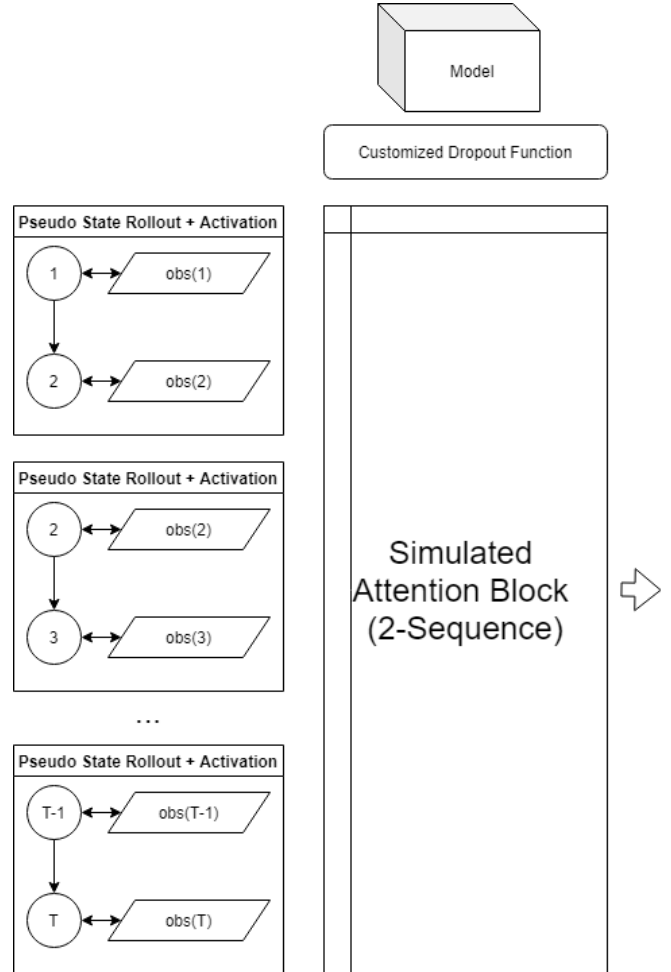 Model
Customized Dropout Function
Pseudo State Rollout + Activation
1
obs(1)
2
obs(2)
Pseudo State Rollout + Activation
2
obs(2)
3
obs(3)
...
Pseudo State Rollout + Activation
T-1
obs(T-1)
T
obs(T)
Simulated
Attention Block
(2-Sequence)